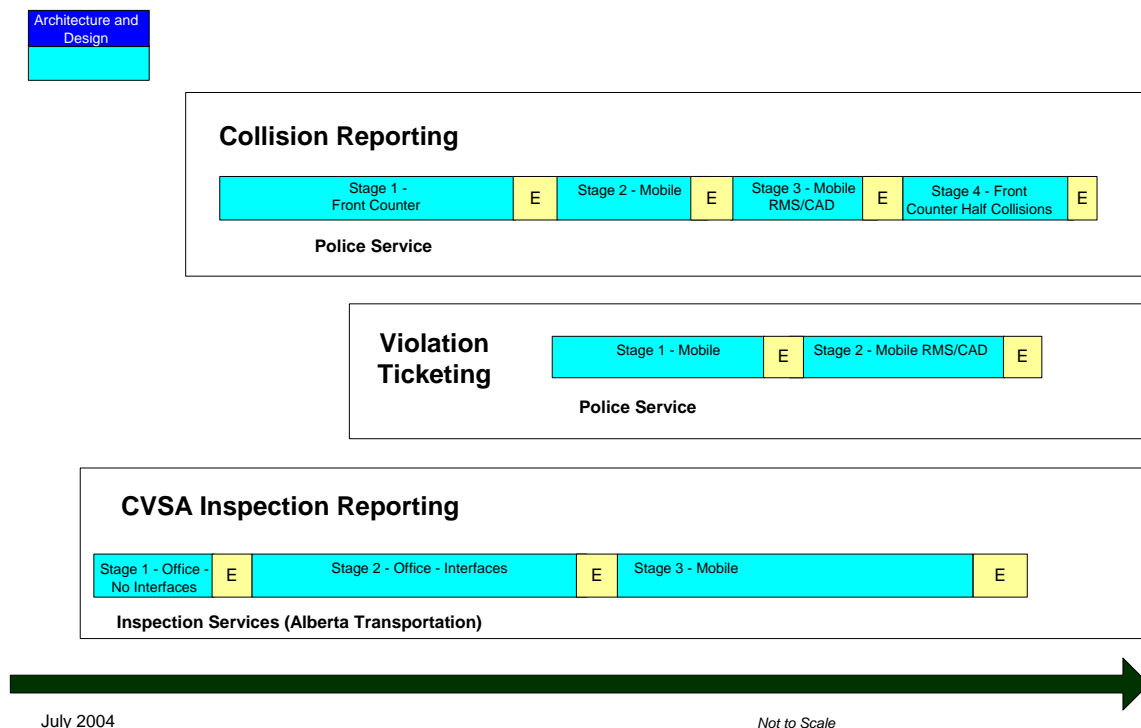 Architecture and
Design
Collision Reporting
Stage 1 -
Front Counter
E
Stage 2 - Mobile
E
Stage 3 - Mobile
RMS/CAD
E
Stage 4 - Front
Counter Half Collisions
E
Police Service
Violation
Ticketing
Stage 1 - Mobile
E
Stage 2 - Mobile RMS/CAD
E
Police Service
CVSA Inspection Reporting
Stage 1 - Office -
No Interfaces
E
Stage 2 - Office - Interfaces
E
Stage 3 - Mobile
E
Inspection Services (Alberta Transportation)
July 2004
Not to Scale